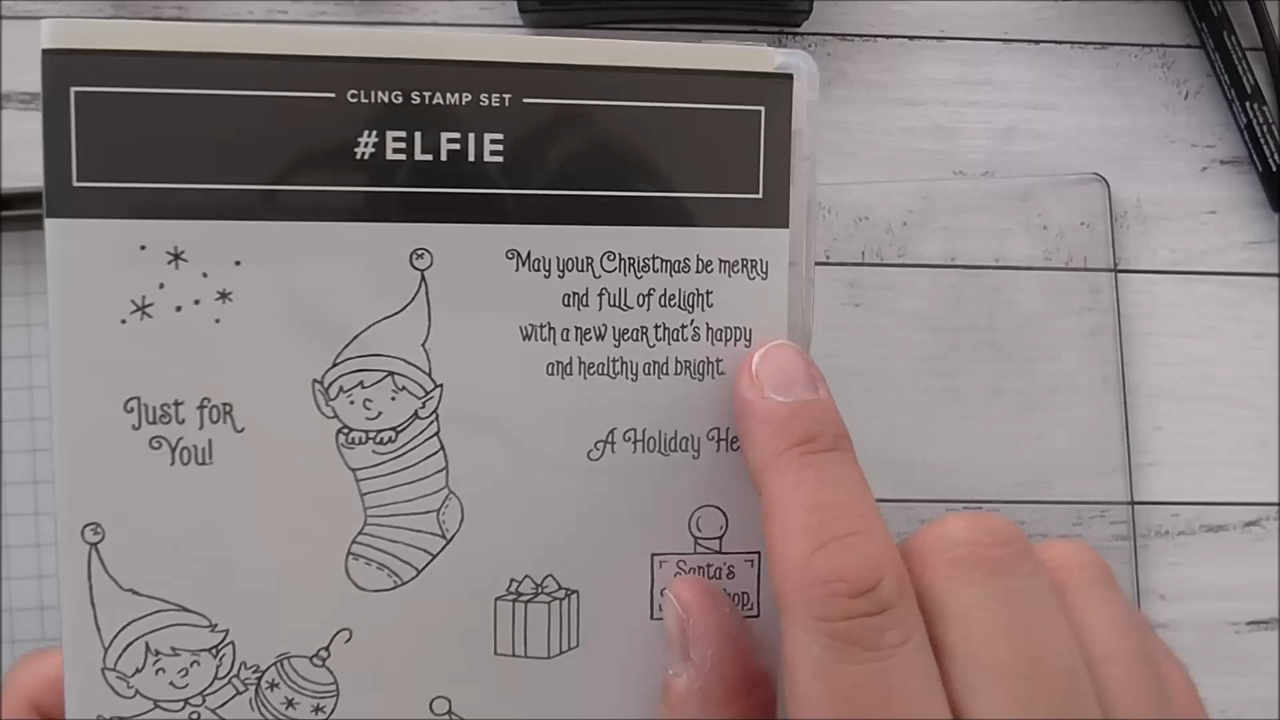 CLING STAMP SET
#ELFIE
May your Christmas be merry
and full of delight
with a new year that's happy
and healthy and bright.
Just for
You!
A Holiday
Santa's